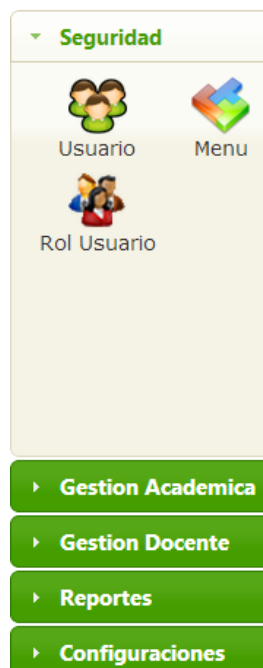 Seguridad
Usuario Menu
Rol Usuario
Gestion Academica
Gestion Docente
Reportes
Configuraciones